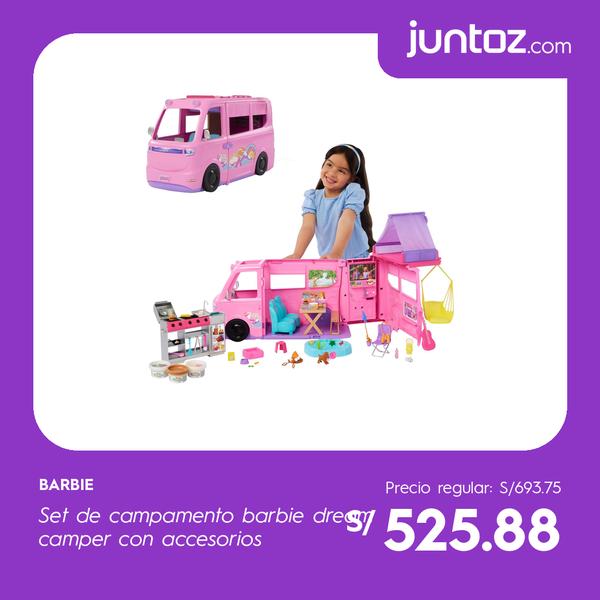 juntoz.com
BARBIE
Set de campamento barbie dream
camper con accesorios
Precio regular: S/693.75
S/ 525.88